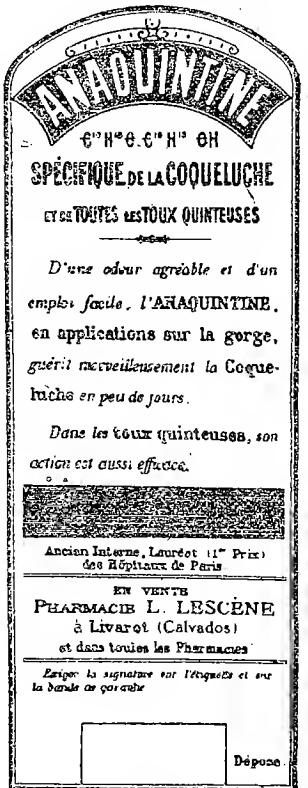 ANAQUINTINE
SPÉCIFIQUE DE LA COQUELUCHE
ET DE TOUTES LES TOUX QUINTEUSES
D'une odeur agréable et d'un
emploi facile, l'ANAQUINTINE,
en applications sur la gorge,
guérit merveilleusement la Coque-
luche en peu de jours.
Dans les toux quinteuses, son
action est aussi efficace.
Ancien Interne, Lauréat (1er Prix)
des Hôpitaux de Paris
EN VENTE
PHARMACIE L. LESCÈNE
à Livarot (Calvados)
et dans toutes les Pharmacies
Exiger la signature sur l'étiquette et sur
la bande de garantie
Déposé